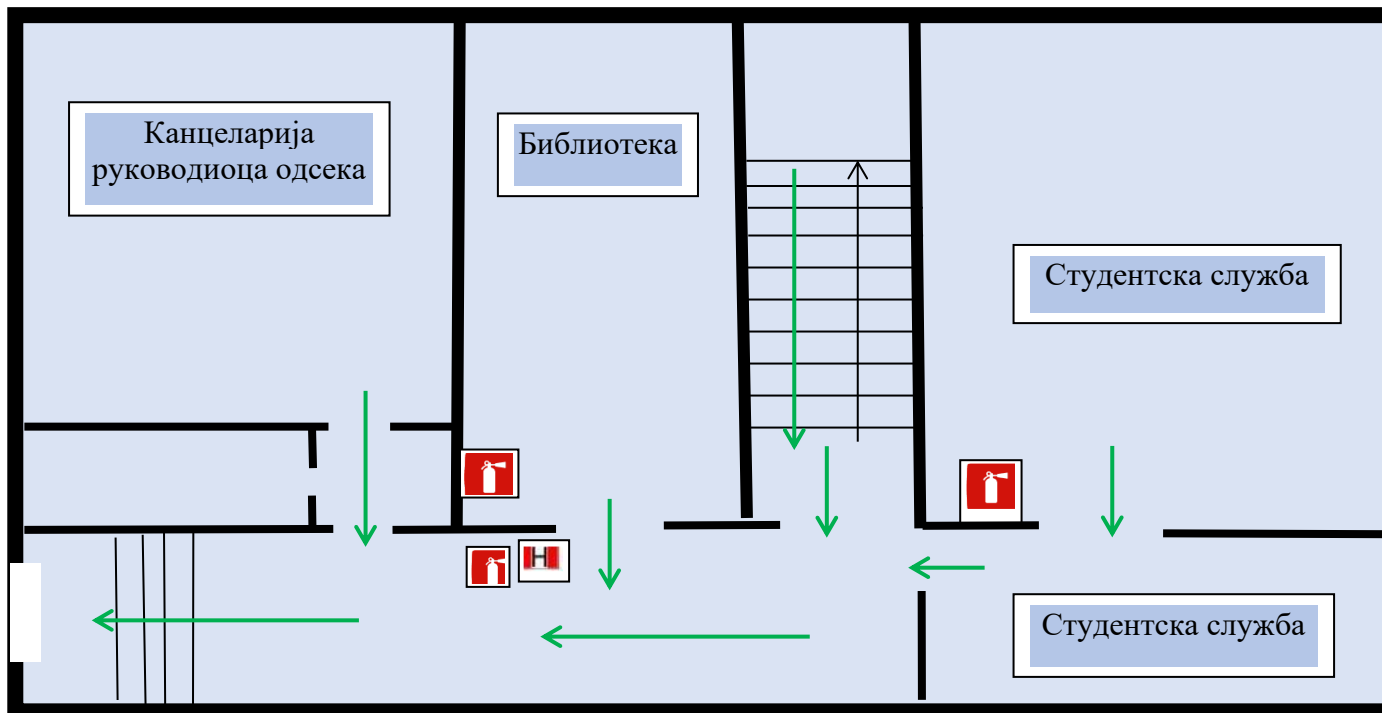 Канцеларија
руководиоца одсека
Библиотека
Студентска служба
H
Студентска служба